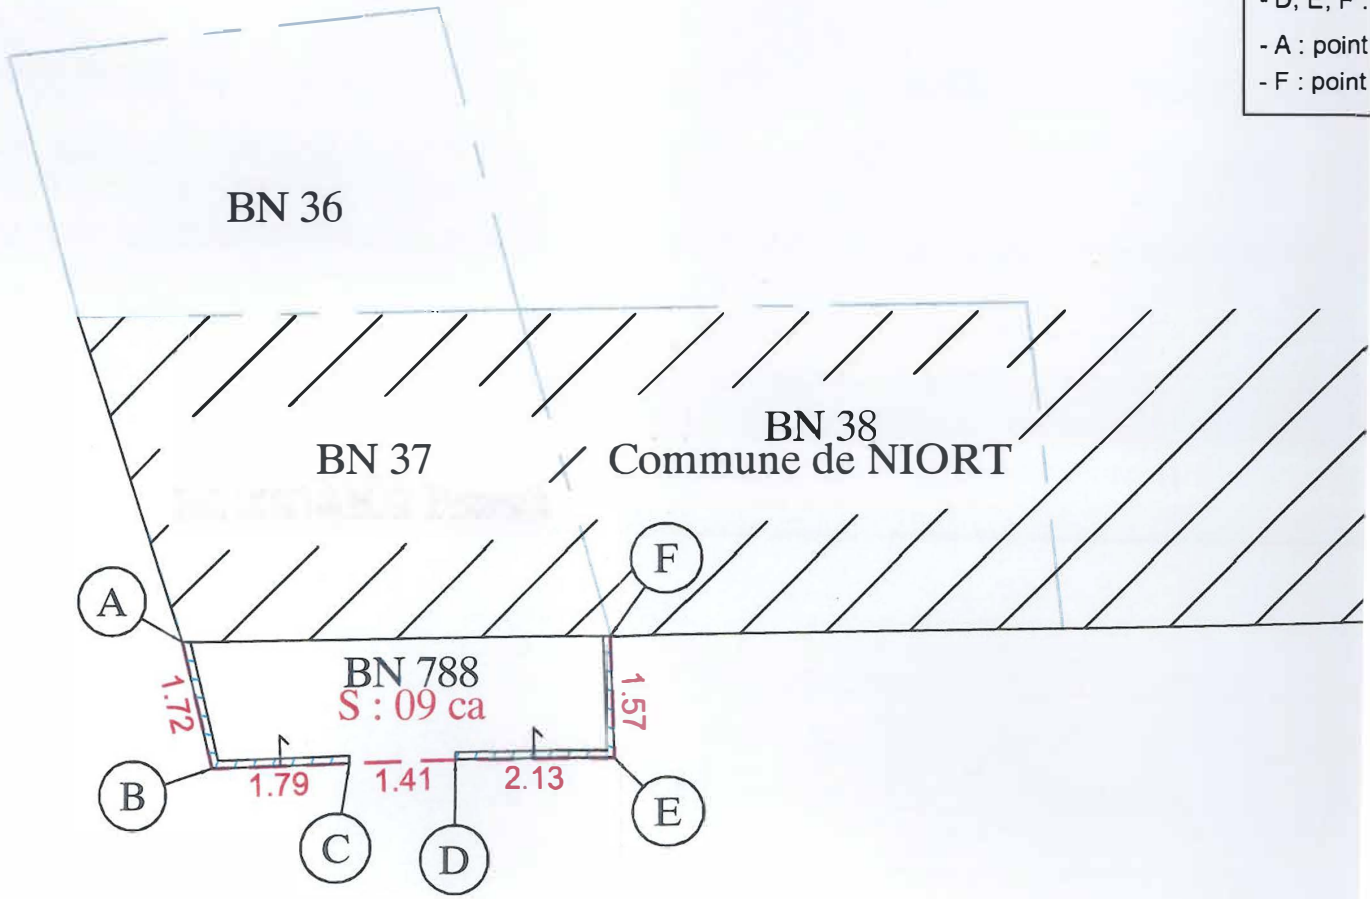 - D, E, F :
- A : point
- F : point
BN 36
BN 38
BN 37
Commune de NIORT
F
A
BN 788
S : 09 ca
1.72
1.57
1.79
1.41
2.13
B
C
D
E